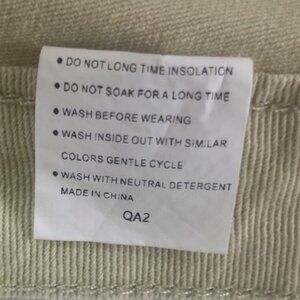 • DO NOT LONG TIME INSOLATION
• DO NOT SOAK FOR A LONG TIME
• WASH BEFORE WEARING
• WASH INSIDE OUT WITH SIMILAR
COLORS GENTLE CYCLE
• WASH WITH NEUTRAL DETERGENT
MADE IN CHINA
QA2